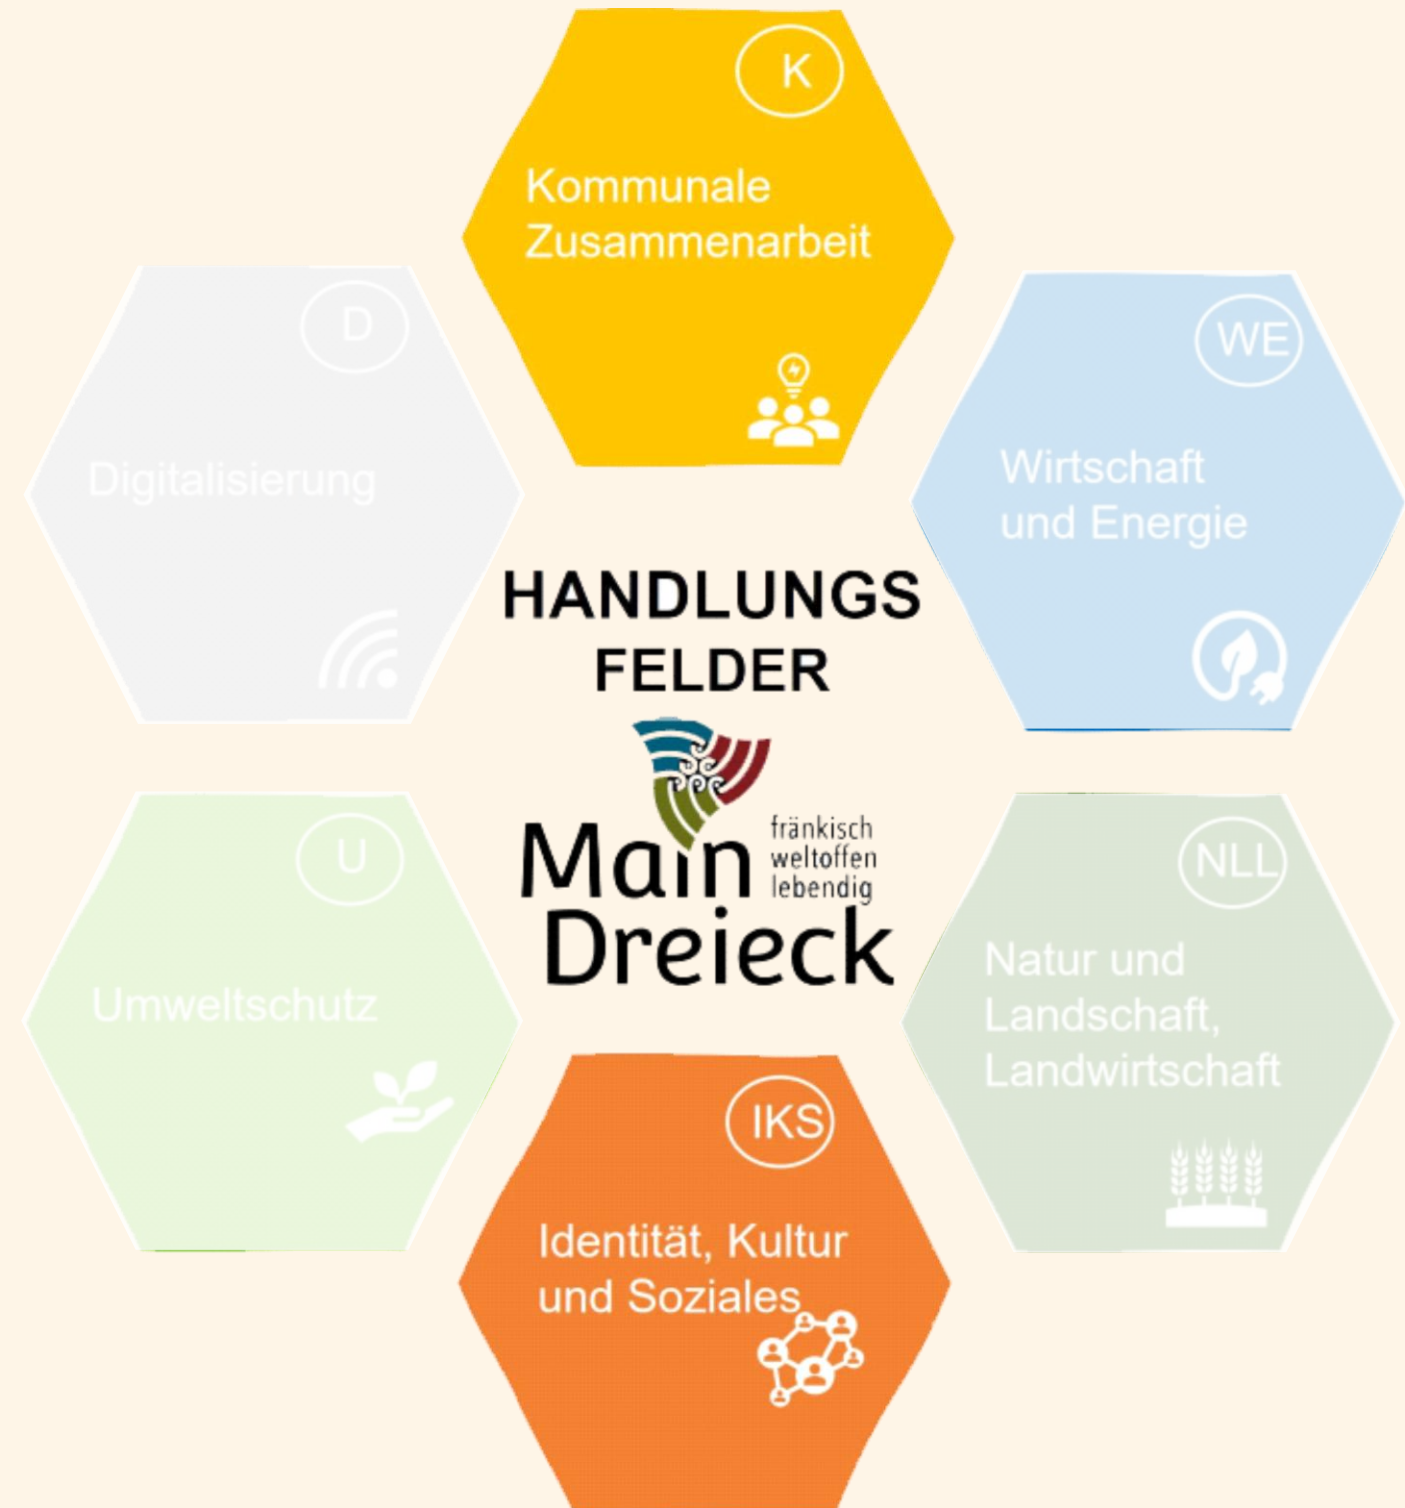 K
Kommunale
Zusammenarbeit
D
Digitalisierung
WE
Wirtschaft
und Energie
HANDLUNGS
FELDER
Main
fränkisch
weltoffen
lebendig
Dreieck
U
Umweltschutz
NLL
Natur und
Landschaft,
Landwirtschaft
IKS
Identität, Kultur
und Soziales